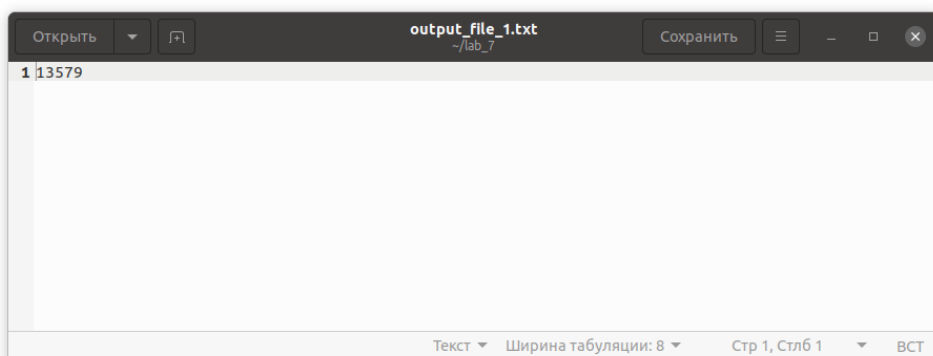 Открыть
output_file_1.txt
~/lab_7
Сохранить
1 13579
Текст Ширина табуляции: 8 Стр 1, Стлб 1 ВСТ